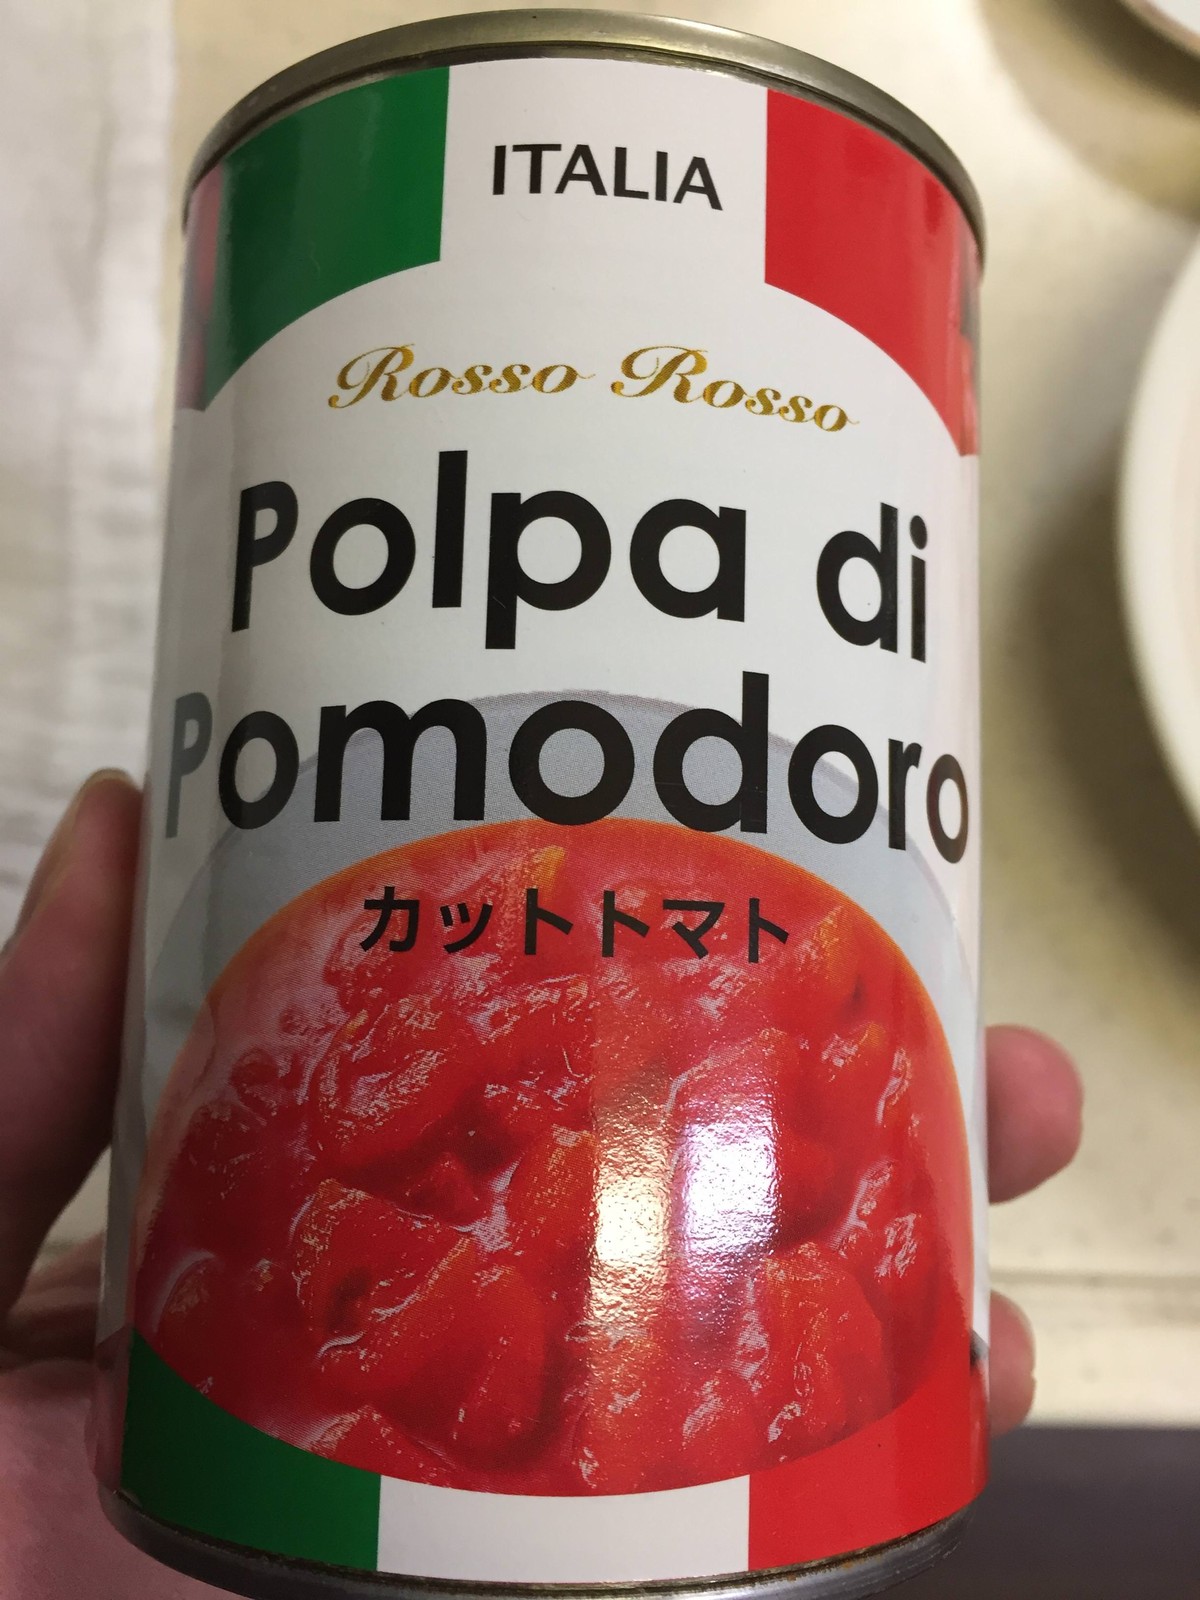 ITALIA
Rosso Rosso
Polpa di
Pomodoro
カットトマト